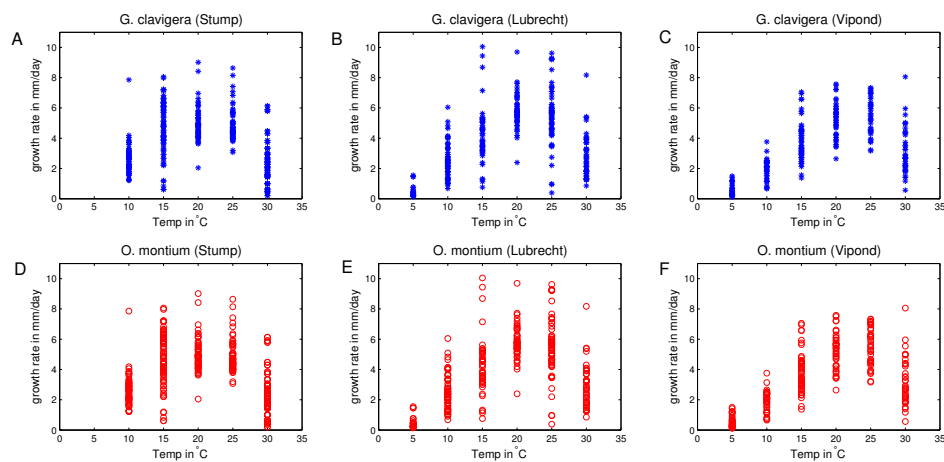 A
G. clavigera (Stump)
growth rate in mm/day
10
8
6
4
2
0
0 5 10 15 20 25 30 35
Temp in °C
B
G. clavigera (Lubrecht)
growth rate in mm/day
10
8
6
4
2
0
0 5 10 15 20 25 30 35
Temp in °C
C
G. clavigera (Vipond)
growth rate in mm/day
10
8
6
4
2
0
0 5 10 15 20 25 30 35
Temp in °C
D
O. montium (Stump)
growth rate in mm/day
10
8
6
4
2
0
0 5 10 15 20 25 30 35
Temp in °C
E
O. montium (Lubrecht)
growth rate in mm/day
10
8
6
4
2
0
0 5 10 15 20 25 30 35
Temp in °C
F
O. montium (Vipond)
growth rate in mm/day
10
8
6
4
2
0
0 5 10 15 20 25 30 35
Temp in °C